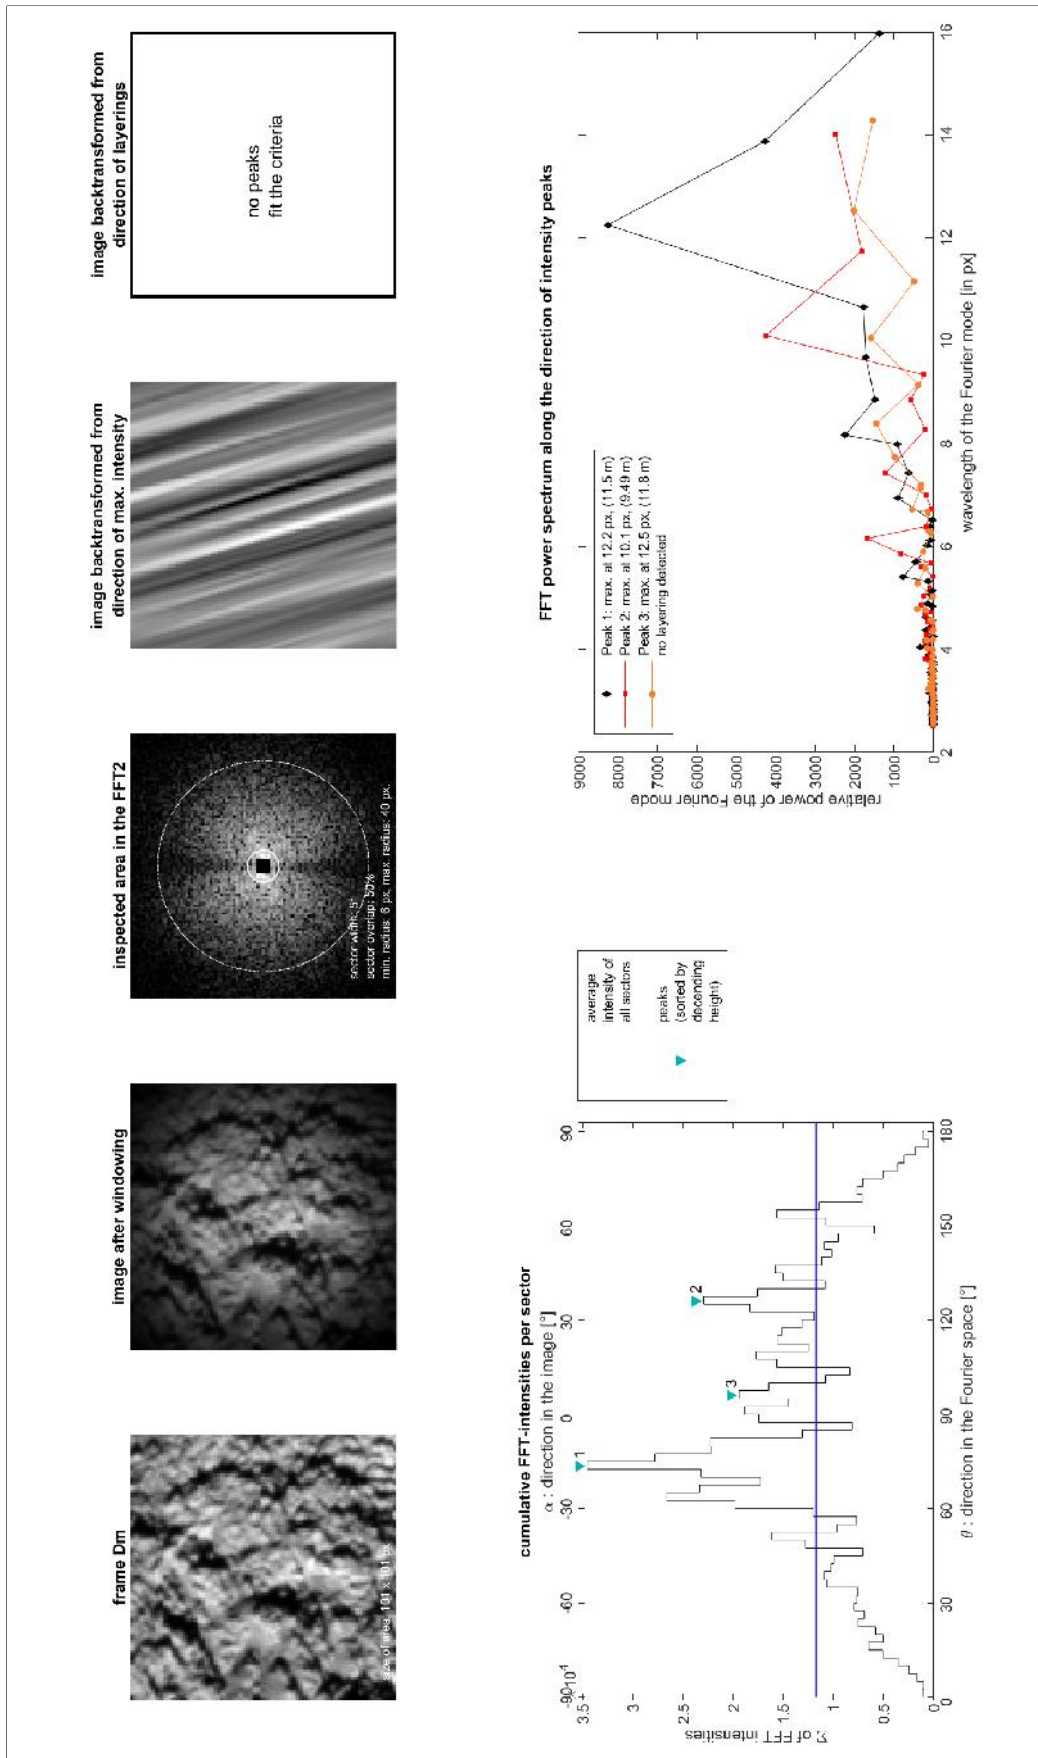 frame Dm
size of area: 101 x 101 px
image after windowing
inspected area in the FFT2
sector width: 5°
sector overlap: 50%
min. radius: 6 px, max. radius: 40 px,
image backtransformed from
direction of max. intensity
image backtransformed from
direction of layerings
no peaks
fit the criteria
cumulative FFT-intensities per sector
α : direction in the image [°]
-90 -60 -30 0 30 60 90
10⁴
3.5
3
2.5
2
1.5
1
0.5
0
Σ of FFT intensities
1
3
2
0 30 60 90 120 150 180
θ : direction in the Fourier space [°]
average
intensity of
all sectors
peaks
(sorted by
decending
height)
FFT power spectrum along the direction of intensity peaks
9000
8000
7000
6000
5000
4000
3000
2000
1000
0
relative power of the Fourier mode
Peak 1: max. at 12.2 px, (11.5 m)
Peak 2: max. at 10.1 px, (9.49 m)
Peak 3: max. at 12.5 px, (11.8 m)
no layering detected
2 4 6 8 10 12 14 16
wavelength of the Fourier mode [in px]